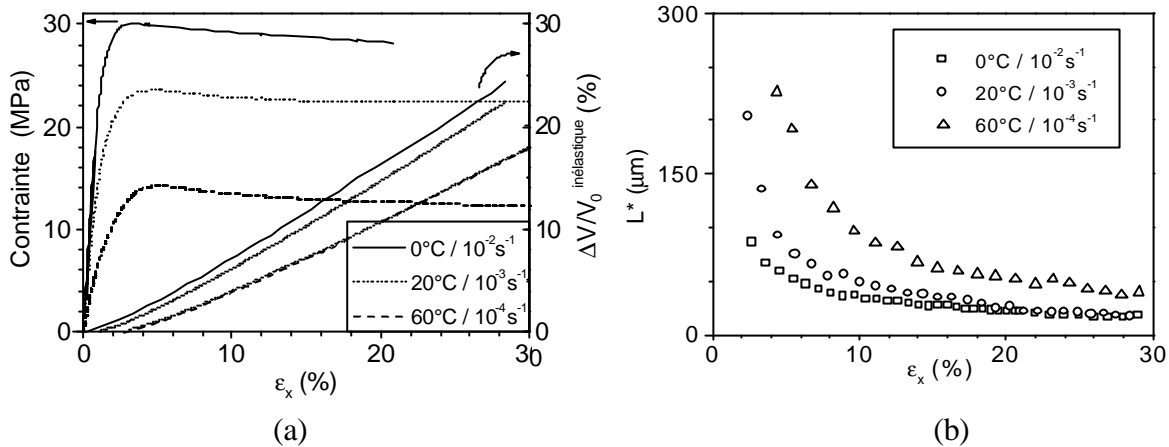 30
20
10
0
Contrainte (MPa)
0
10
20
30
0
εx (%)
30
20
10
0
ΔV/V0 inélastique (%)
0°C / 10-2s-1
20°C / 10-3s-1
60°C / 10-4s-1
(a)
300
150
0
L* (μm)
0
10
20
30
εx (%)
0°C / 10-2s-1
20°C / 10-3s-1
60°C / 10-4s-1
(b)